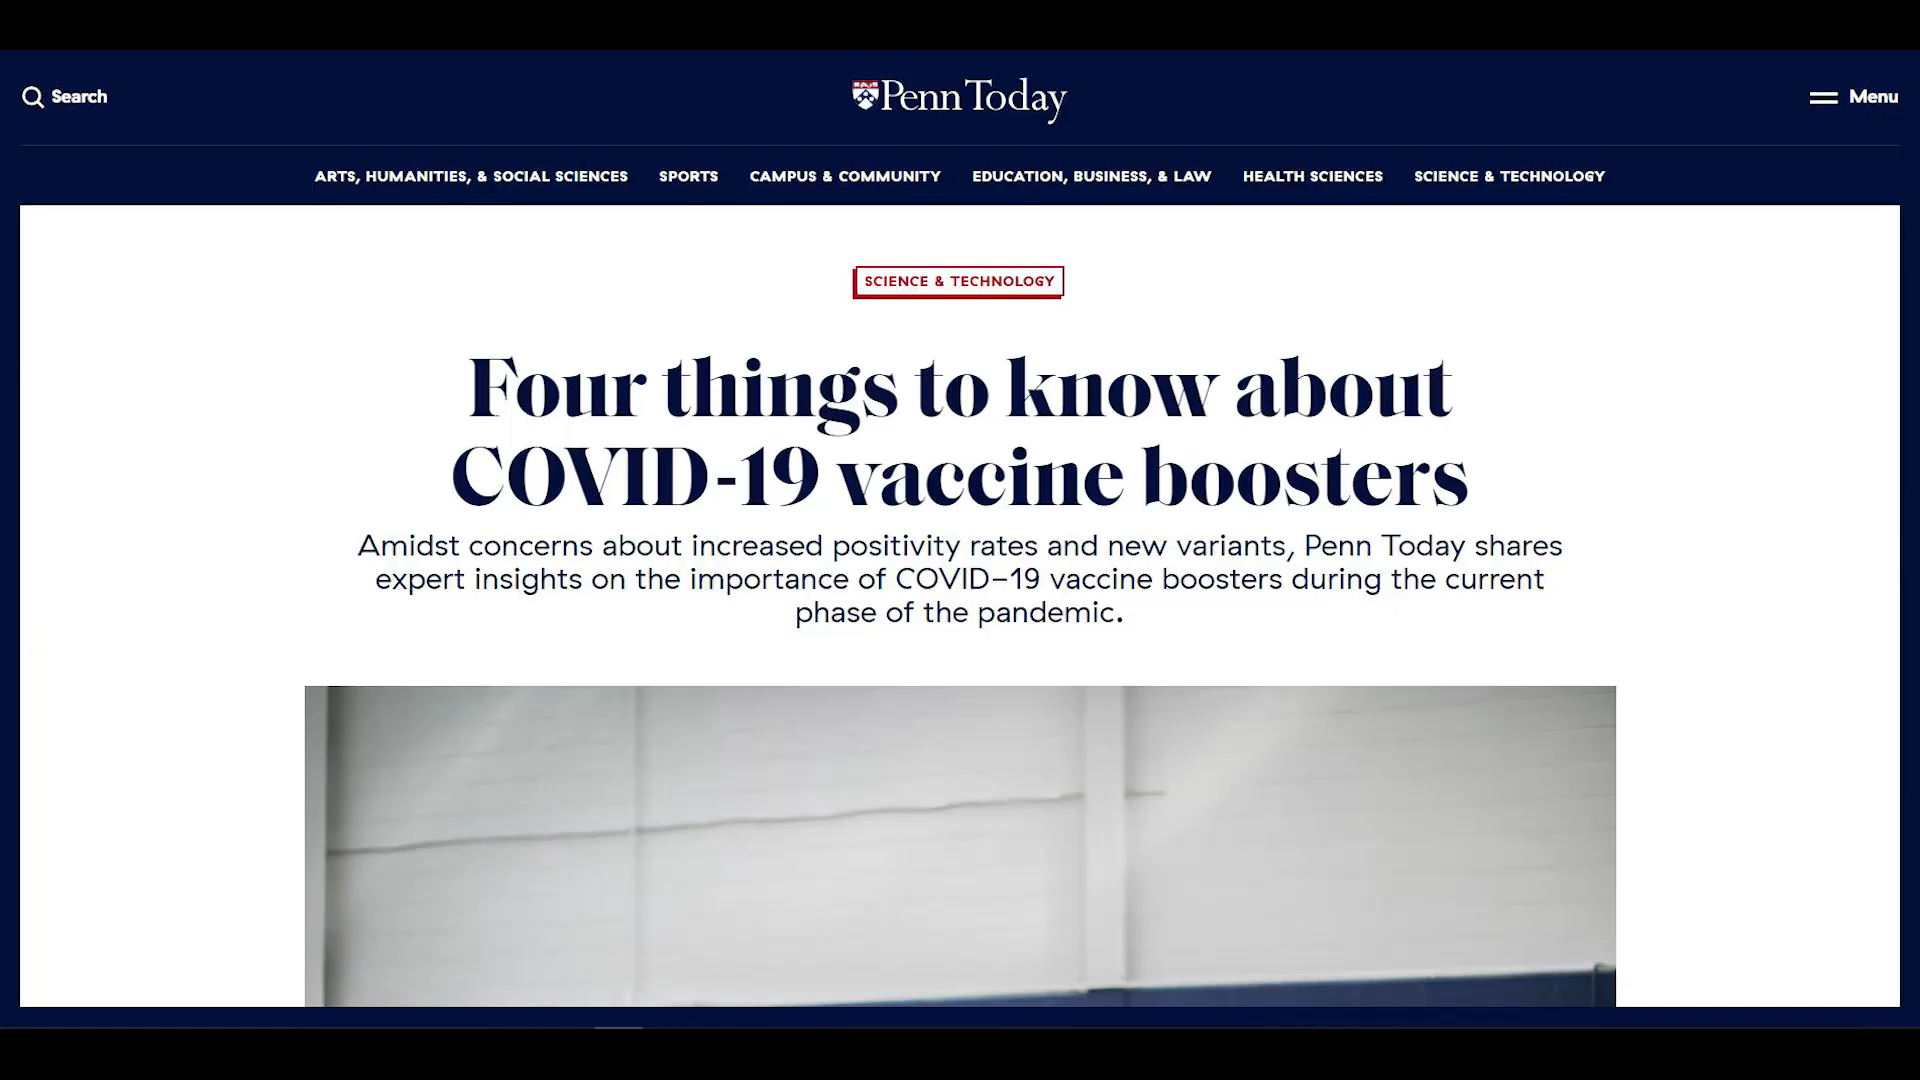 Search
Penn Today
Menu
ARTS, HUMANITIES, & SOCIAL SCIENCES
SPORTS
CAMPUS & COMMUNITY
EDUCATION, BUSINESS, & LAW
HEALTH SCIENCES
SCIENCE & TECHNOLOGY
SCIENCE & TECHNOLOGY
Four things to know about
COVID-19 vaccine boosters
Amidst concerns about increased positivity rates and new variants, Penn Today shares
expert insights on the importance of COVID–19 vaccine boosters during the current
phase of the pandemic.